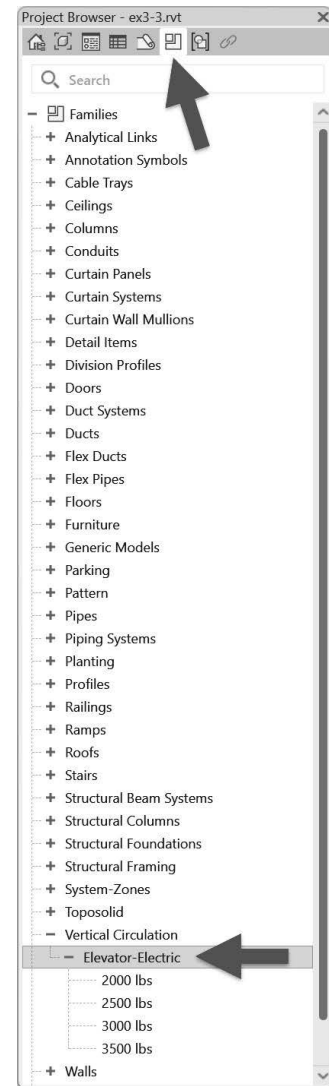 Project Browser - ex3-3.rvt
Search
Families
Analytical Links
Annotation Symbols
Cable Trays
Ceilings
Columns
Conduits
Curtain Panels
Curtain Systems
Curtain Wall Mullions
Detail Items
Division Profiles
Doors
Duct Systems
Ducts
Flex Ducts
Flex Pipes
Floors
Furniture
Generic Models
Parking
Pattern
Pipes
Piping Systems
Planting
Profiles
Railings
Ramps
Roofs
Stairs
Structural Beam Systems
Structural Columns
Structural Foundations
Structural Framing
System-Zones
Toposolid
Vertical Circulation
Elevator-Electric
2000 lbs
2500 lbs
3000 lbs
3500 lbs
Walls